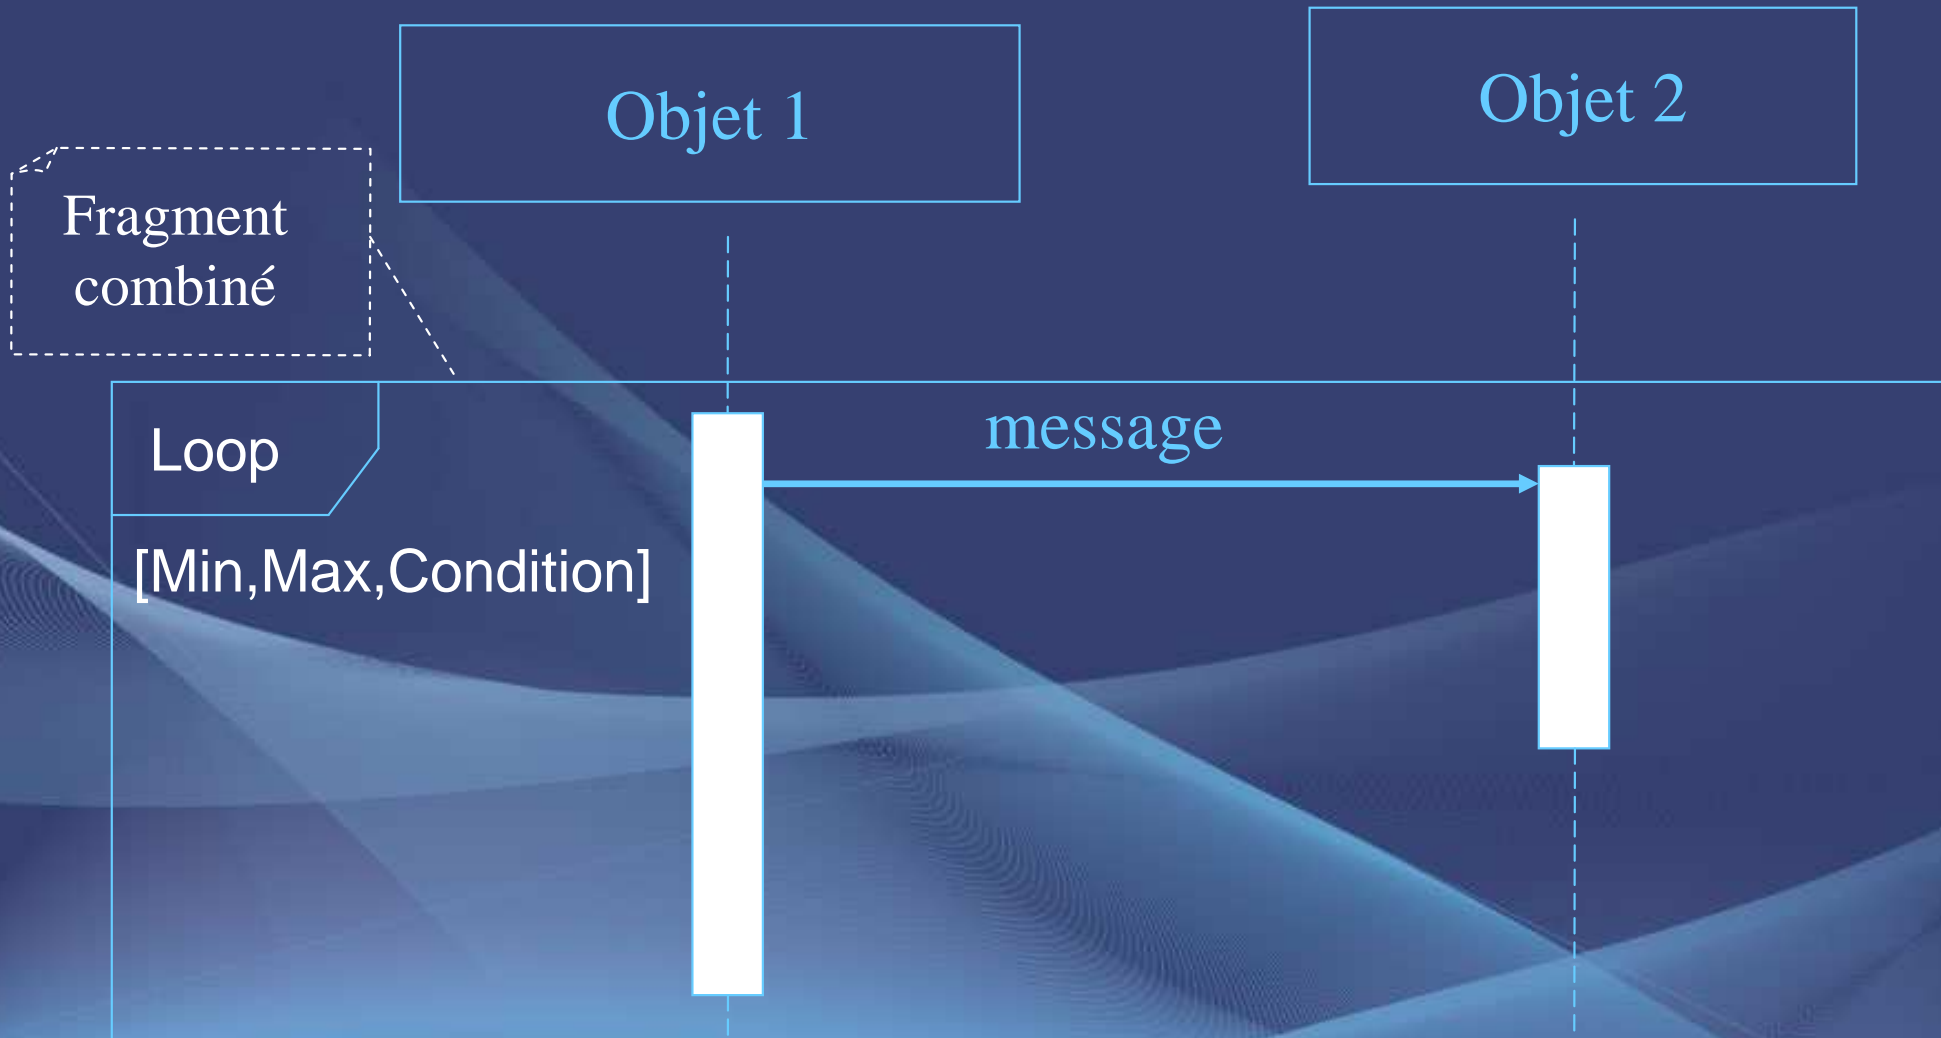 Objet 1
Objet 2
Fragment
combiné
Loop
message
[Min,Max,Condition]